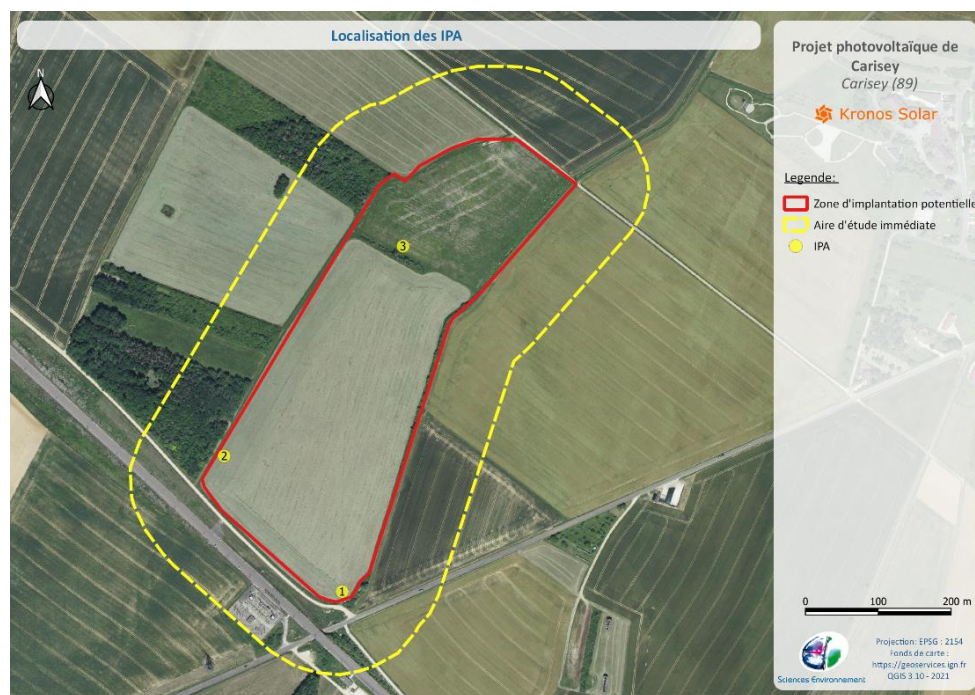 Localisation des IPA
N
3
2
1
Projet photovoltaïque de
Carisey
Carisey (89)
Kronos Solar
Legende:
Zone d'implantation potentielle
Aire d'étude immédiate
IPA
0 100 200 m
Sciences Environnement
Projection: EPSG : 2154
Fonds de carte :
https://geoservices.ign.fr
QGIS 3.10 - 2021